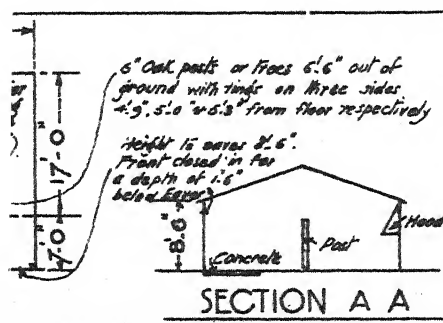 6" Oak posts or Trees 6'.6" out of
ground with rings on three sides
4'.9", 5'.0" & 5'.3" from floor respectively
Height to eaves 8'.6".
Front closed in for
a depth of 1'.6"
below Eaves
17'-0"
7'-0"
8'-6"
Hood
Post
Concrete
SECTION A A